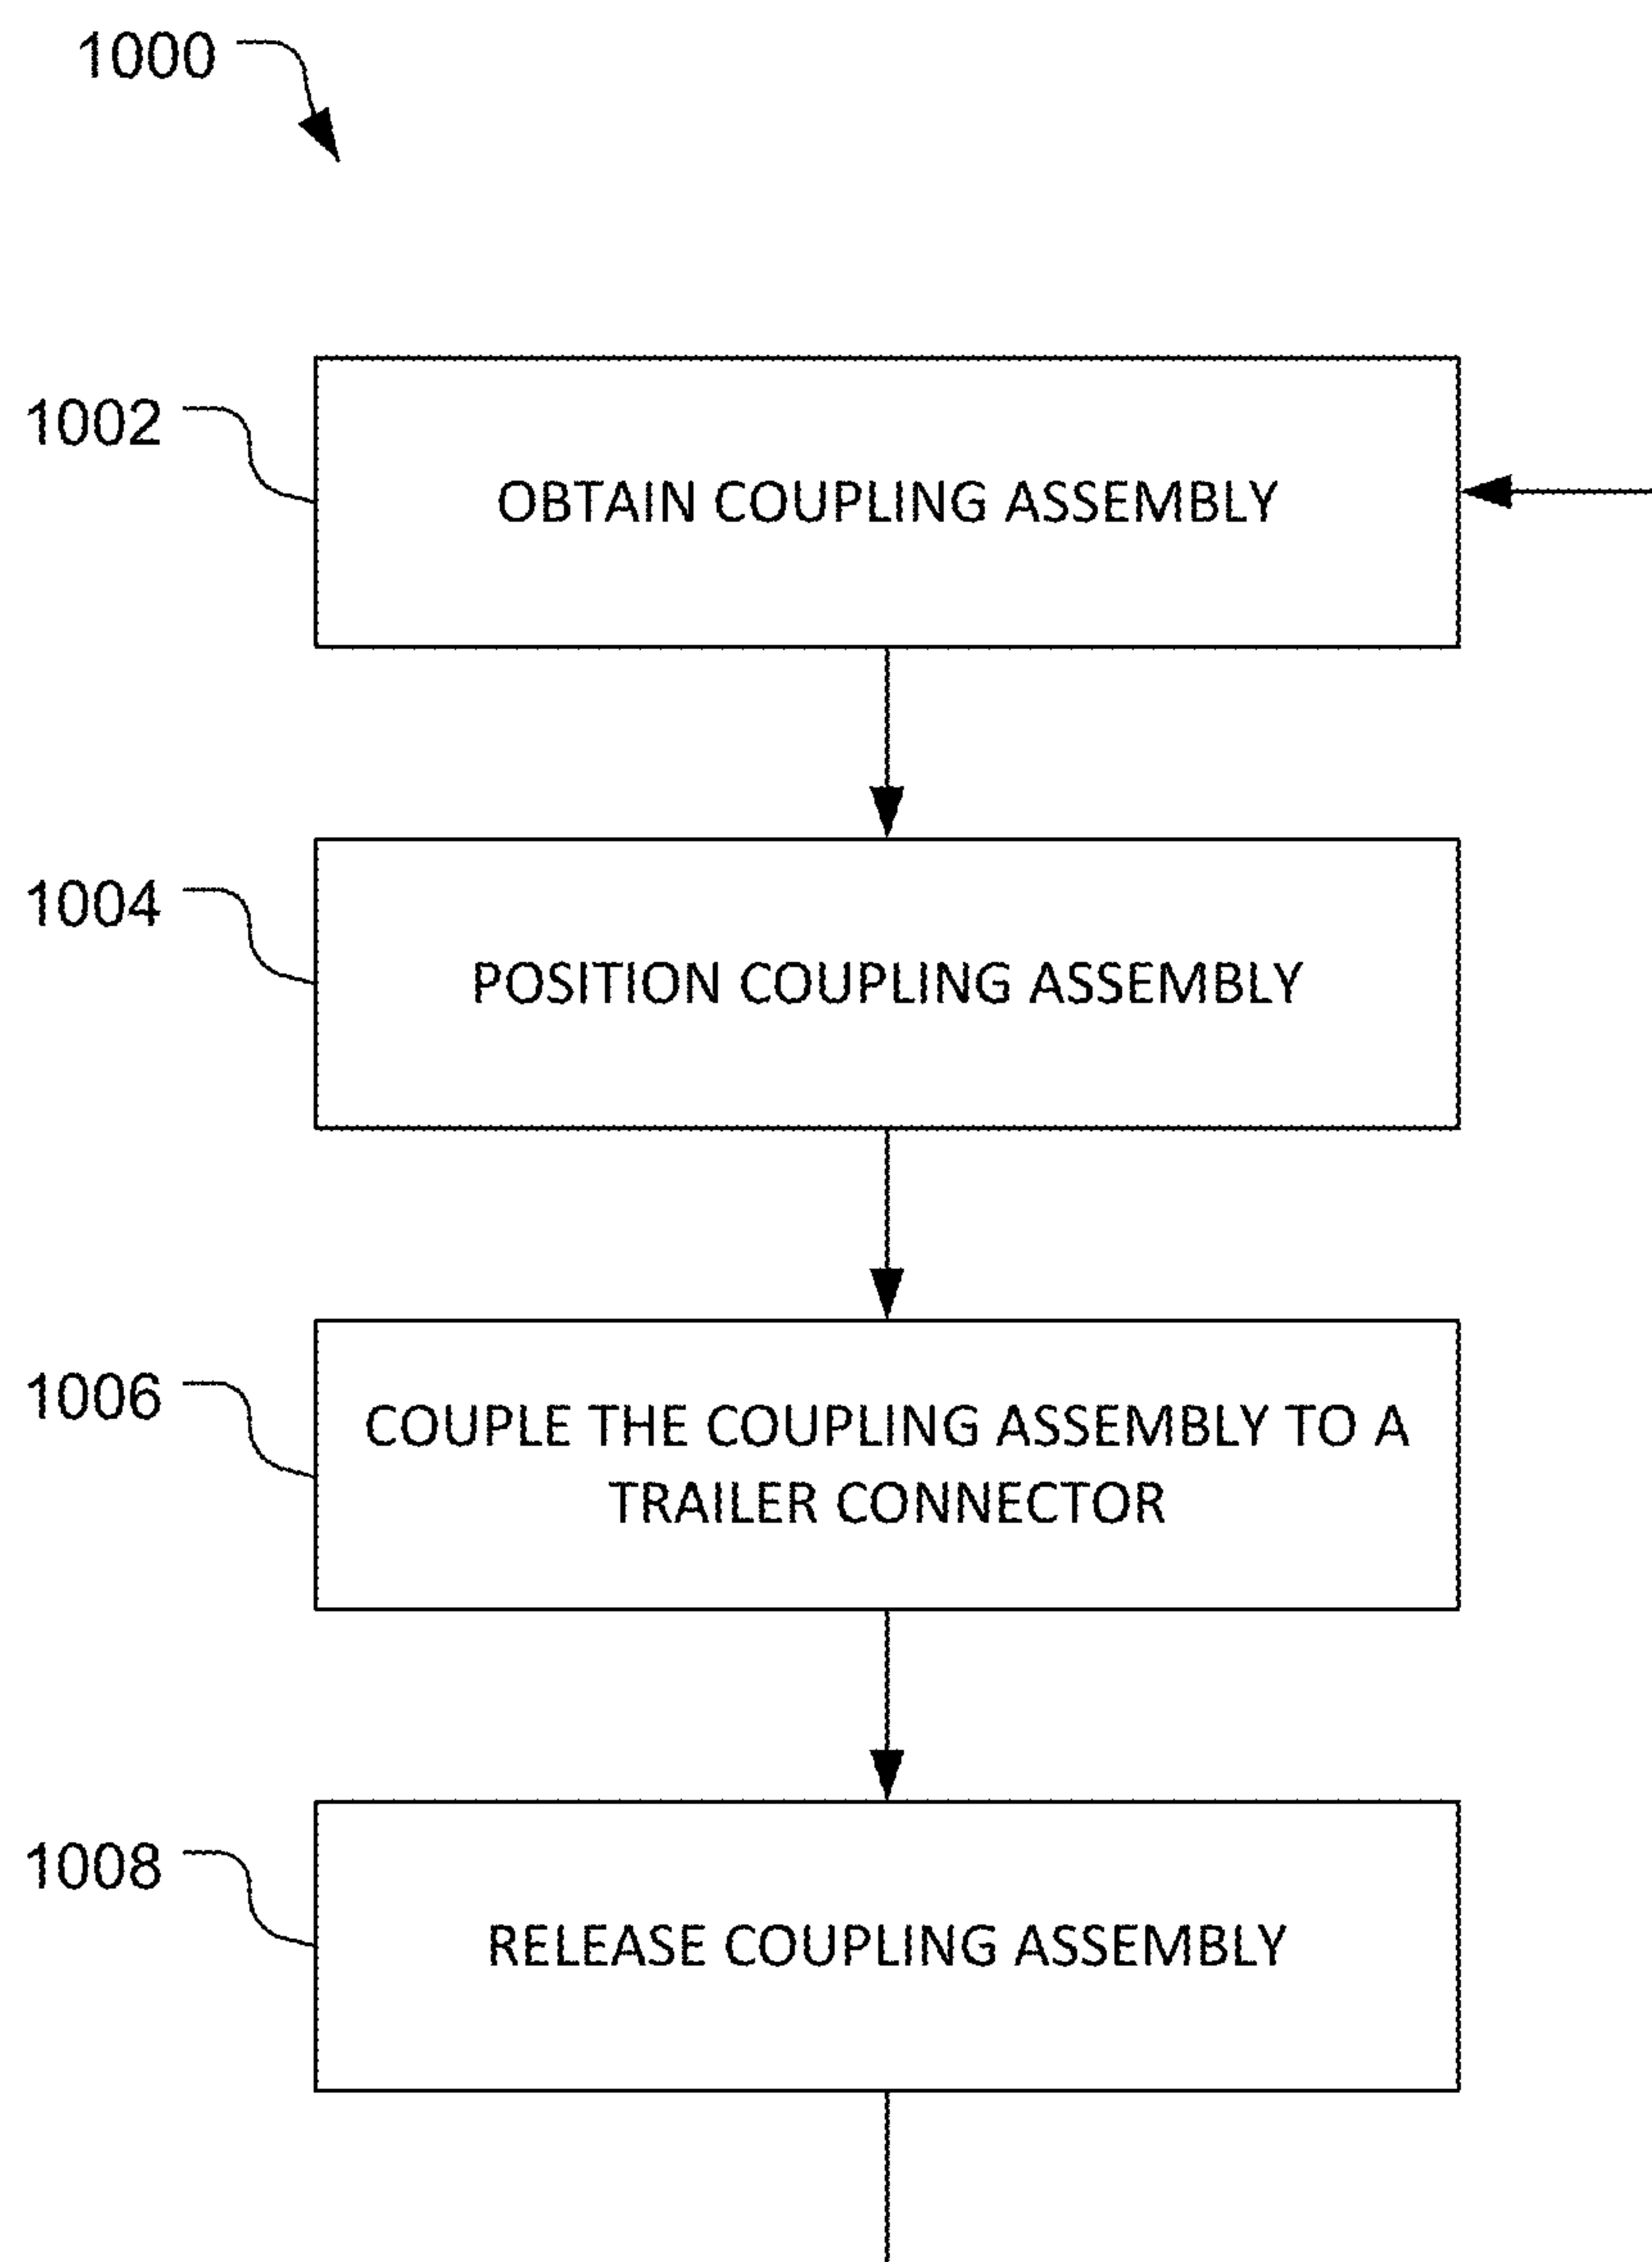 1000
1002
OBTAIN COUPLING ASSEMBLY
1004
POSITION COUPLING ASSEMBLY
1006
COUPLE THE COUPLING ASSEMBLY TO A
TRAILER CONNECTOR
1008
RELEASE COUPLING ASSEMBLY